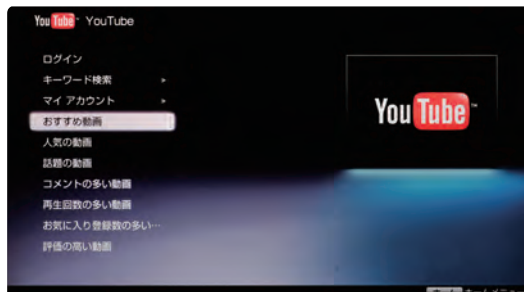 YouTube™ YouTube
ログイン
キーワード検索
マイ アカウント
おすすめ動画
人気の動画
話題の動画
コメントの多い動画
再生回数の多い動画
お気に入り登録数の多い…
評価の高い動画
YouTube™